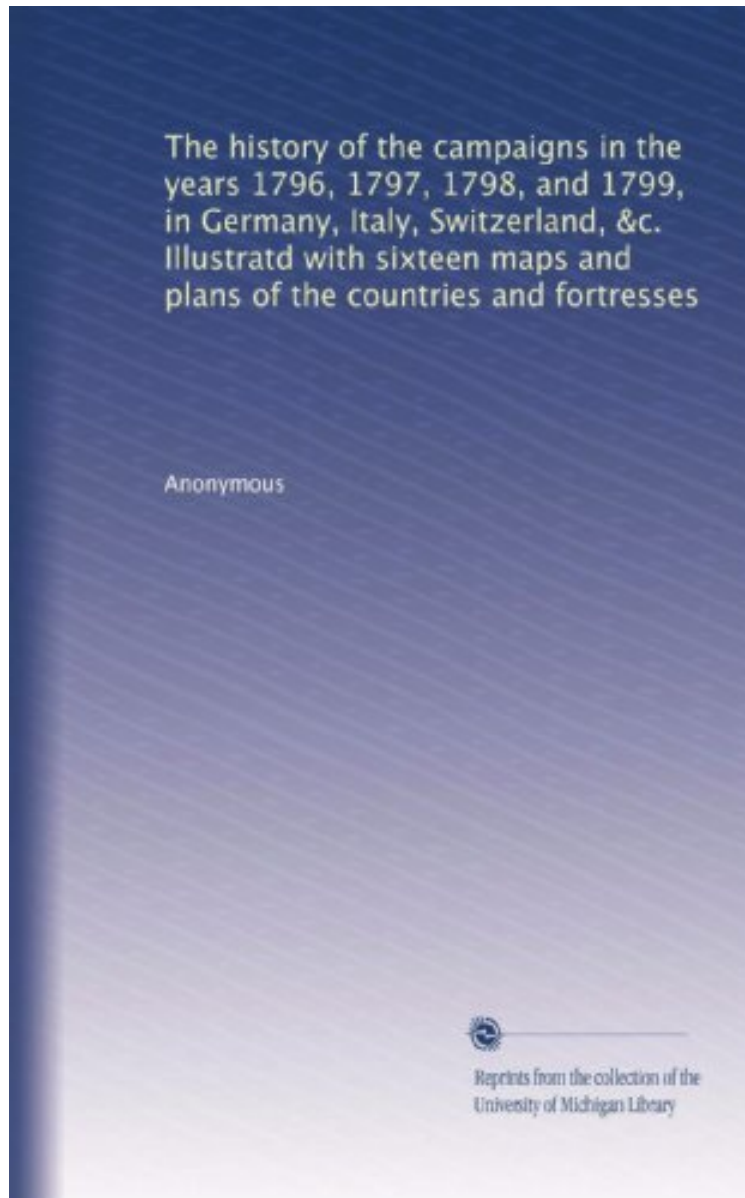 The history of the campaigns in the
years 1796, 1797, 1798, and 1799,
in Germany, Italy, Switzerland, &c.
Illustratd with sixteen maps and
plans of the countries and fortresses
Anonymous
Reprints from the collection of the
University of Michigan Library